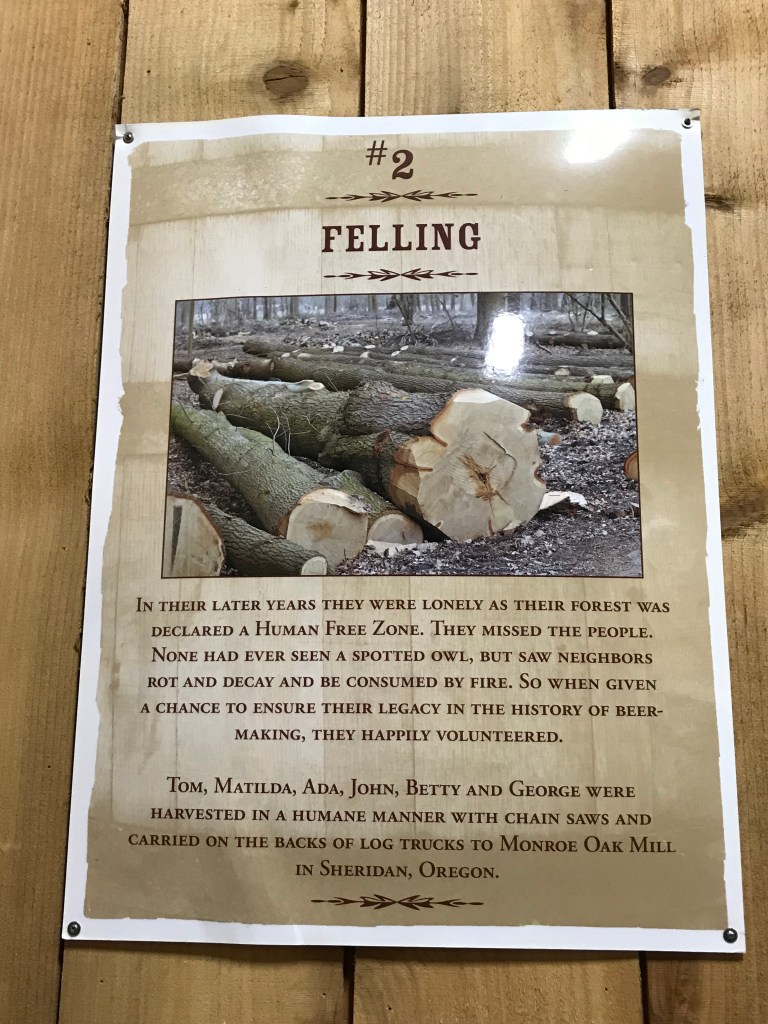 #2
FELLING
In their later years they were lonely as their forest was
declared a Human Free Zone. They missed the people.
None had ever seen a spotted owl, but saw neighbors
rot and decay and be consumed by fire. So when given
a chance to ensure their legacy in the history of beer-
making, they happily volunteered.
Tom, Matilda, Ada, John, Betty and George were
harvested in a humane manner with chain saws and
carried on the backs of log trucks to Monroe Oak Mill
in Sheridan, Oregon.